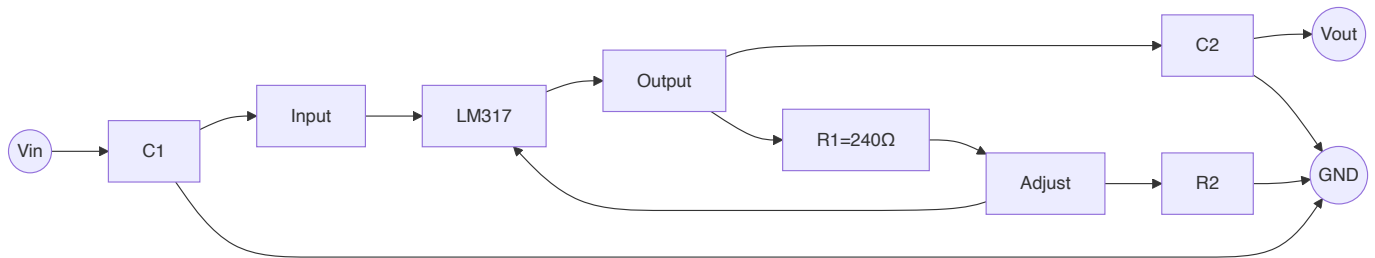 Vin
C1
Input
LM317
Output
R1=240Ω
Adjust
C2
R2
Vout
GND